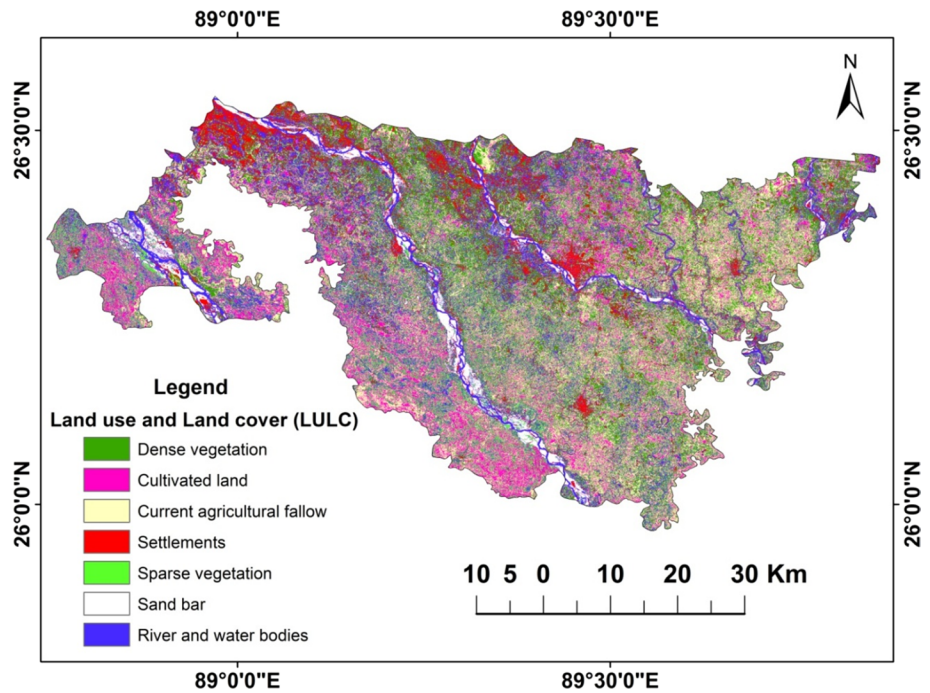 89°0'0"E 89°30'0"E
N
26°30'0"N 26°30'0"N
Legend
Land use and Land cover (LULC)
Dense vegetation
Cultivated land
Current agricultural fallow
Settlements
Sparse vegetation
Sand bar
River and water bodies
26°0'0"N 26°0'0"N
10 5 0 10 20 30 Km
89°0'0"E 89°30'0"E